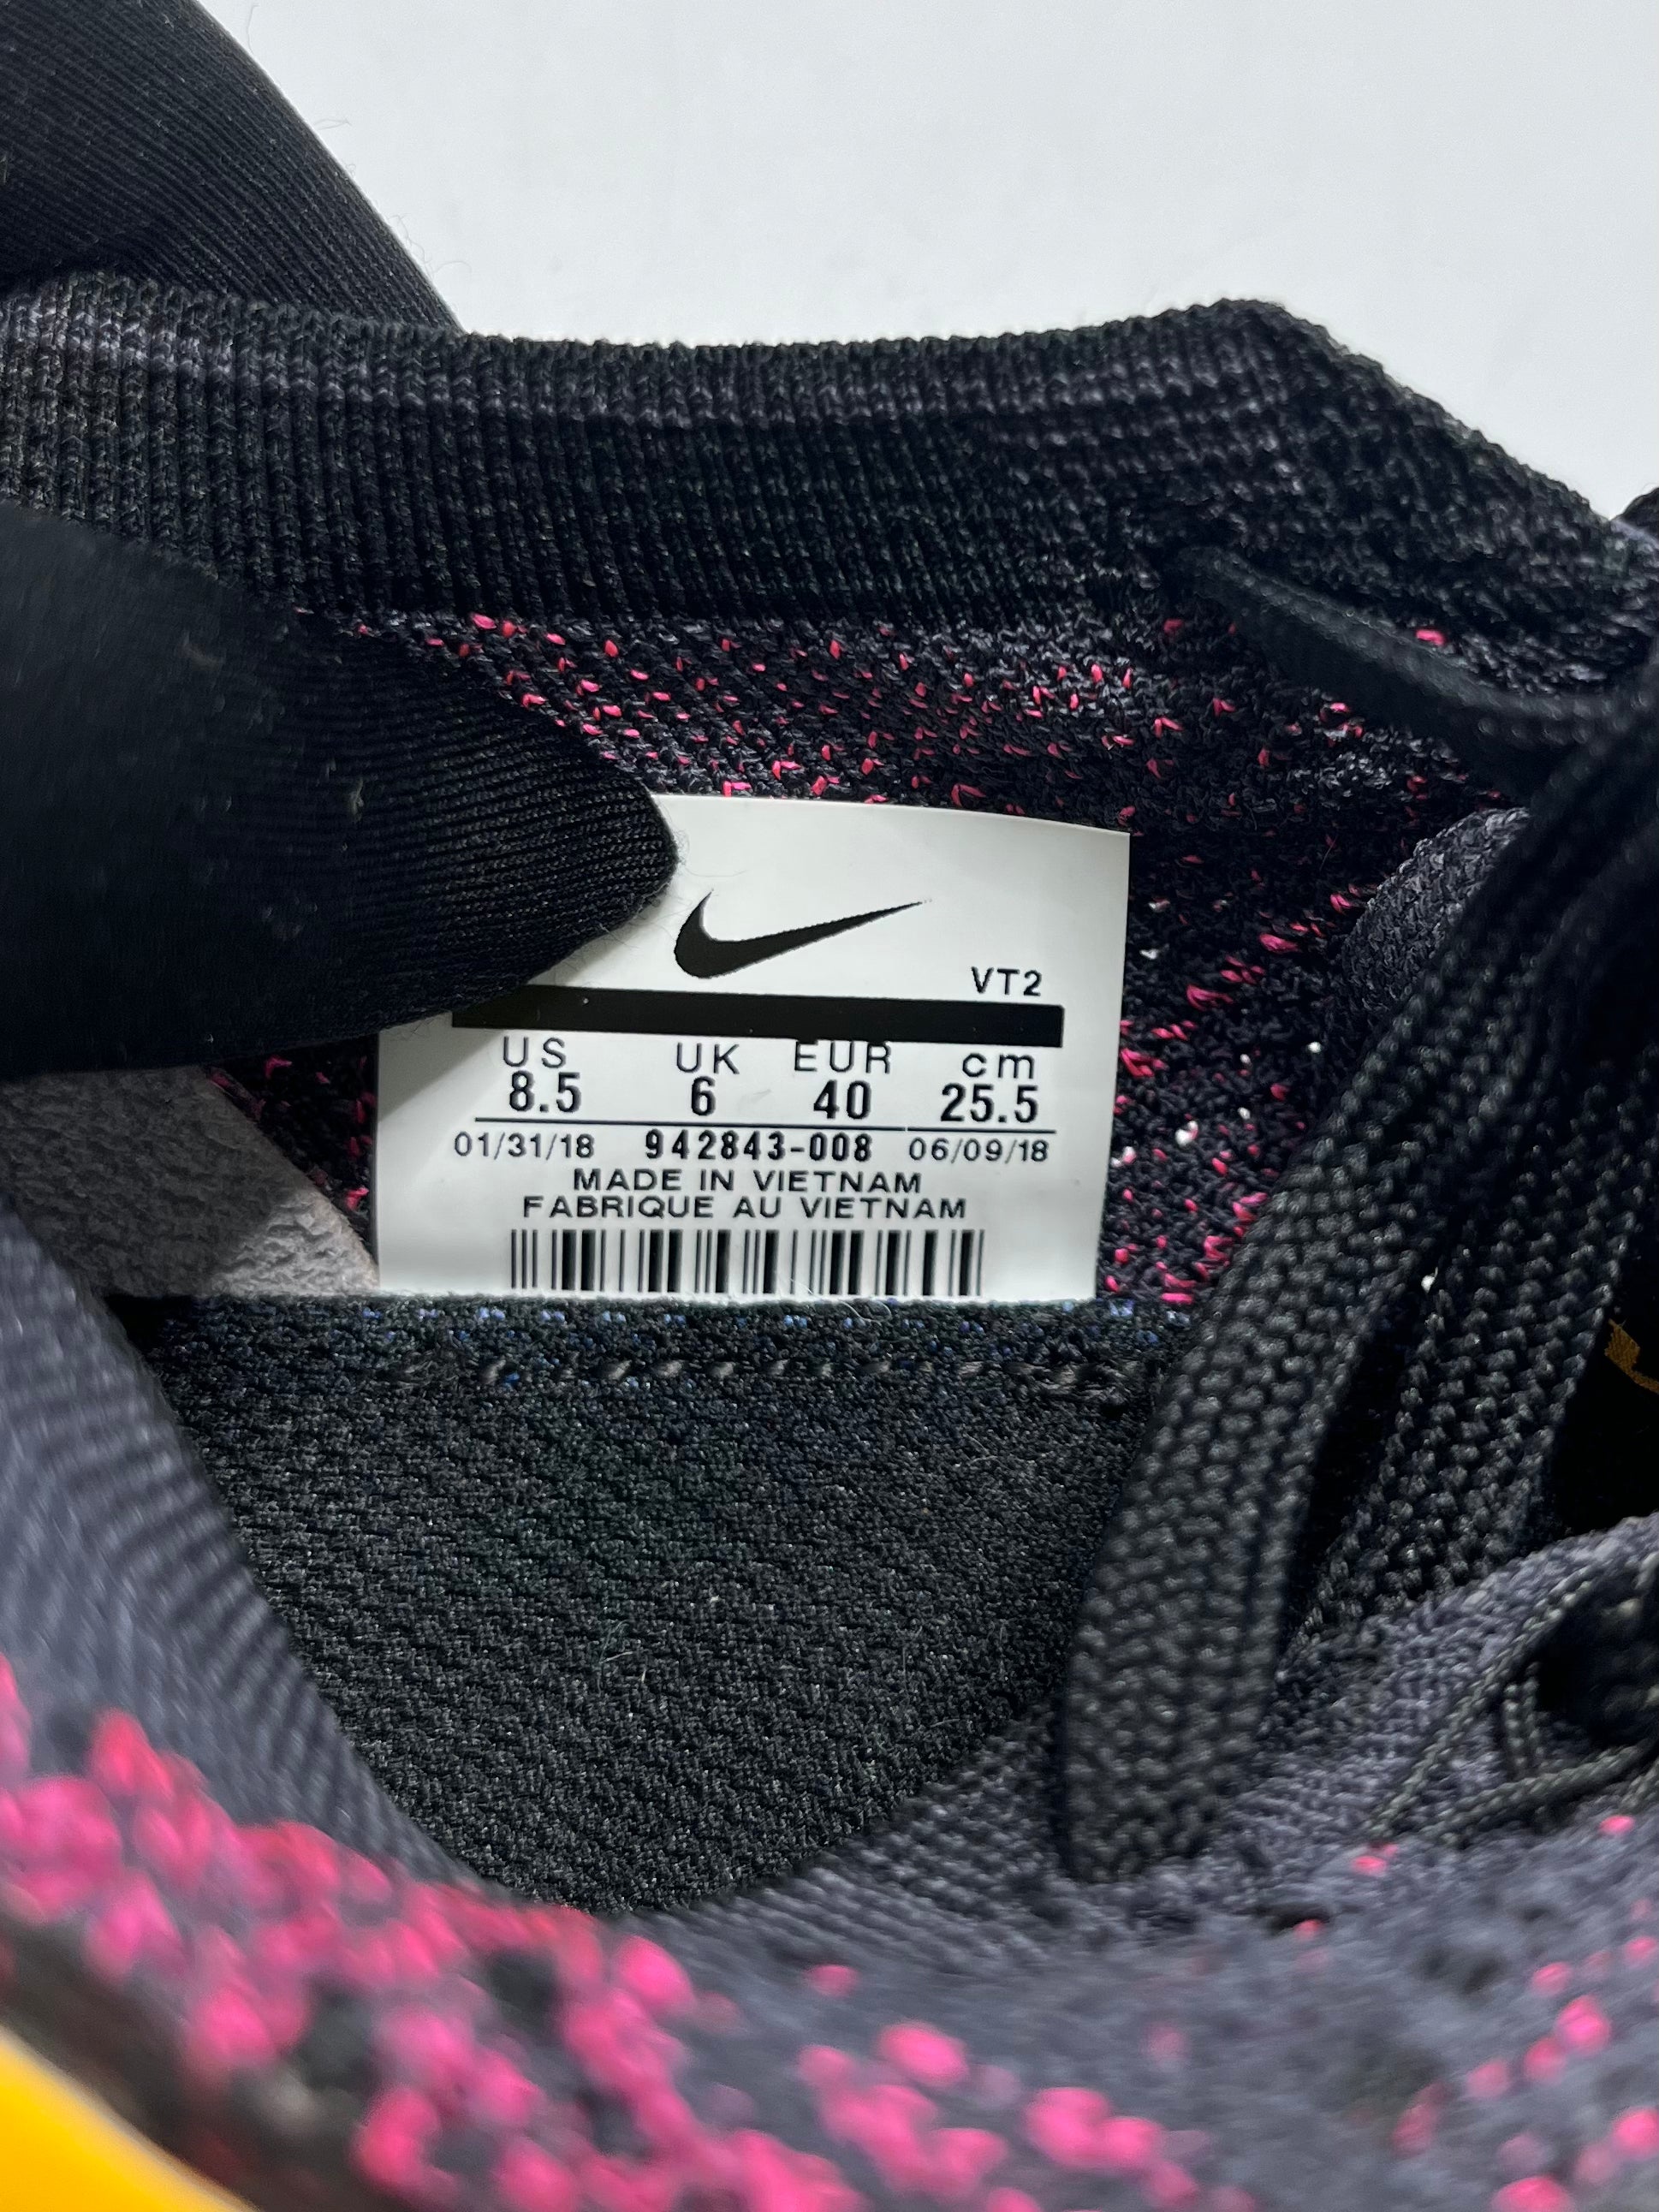 VT2
US UK EUR cm
8.5 6 40 25.5
01/31/18 942843-008 06/09/18
MADE IN VIETNAM
FABRIQUE AU VIETNAM